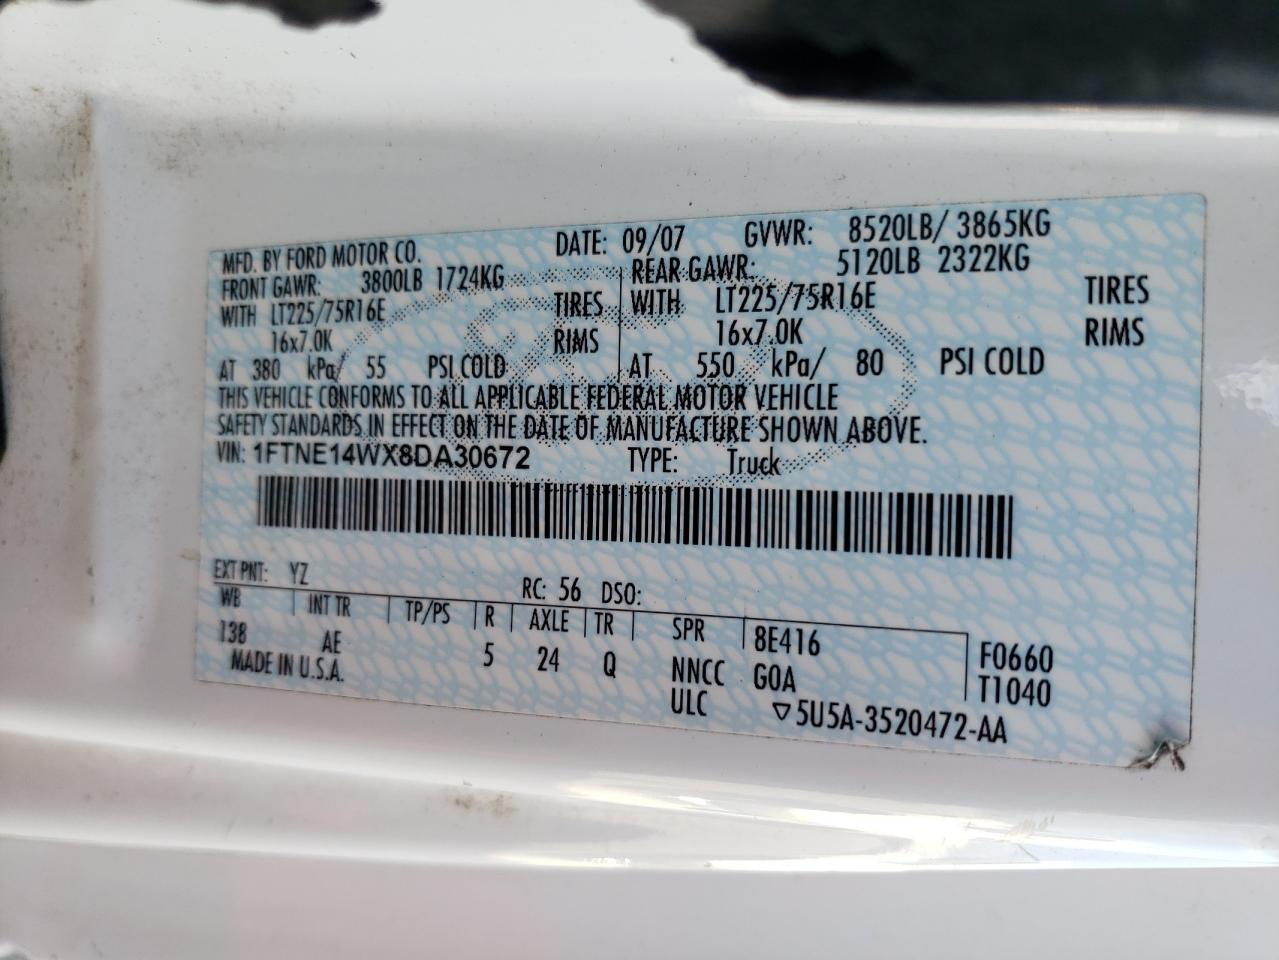 MFD. BY FORD MOTOR CO. DATE: 09/07 GVWR: 8520LB/ 3865KG
FRONT GAWR: 3800LB 1724KG REAR GAWR: 5120LB 2322KG
WITH LT225/75R16E TIRES WITH LT225/75R16E TIRES
16x7.0K RIMS 16x7.0K RIMS
AT 380 kPa/ 55 PSI COLD AT 550 kPa/ 80 PSI COLD
THIS VEHICLE CONFORMS TO ALL APPLICABLE FEDERAL MOTOR VEHICLE
SAFETY STANDARDS IN EFFECT ON THE DATE OF MANUFACTURE SHOWN ABOVE.
VIN: 1FTNE14WX8DA30672 TYPE: Truck
EXT PNT: YZ RC: 56 DSO:
WB INT TR TP/PS R AXLE TR SPR 8E416 F0660
138 AE 5 24 Q NNCC G0A T1040
MADE IN U.S.A. ULC ▽5U5A-3520472-AA